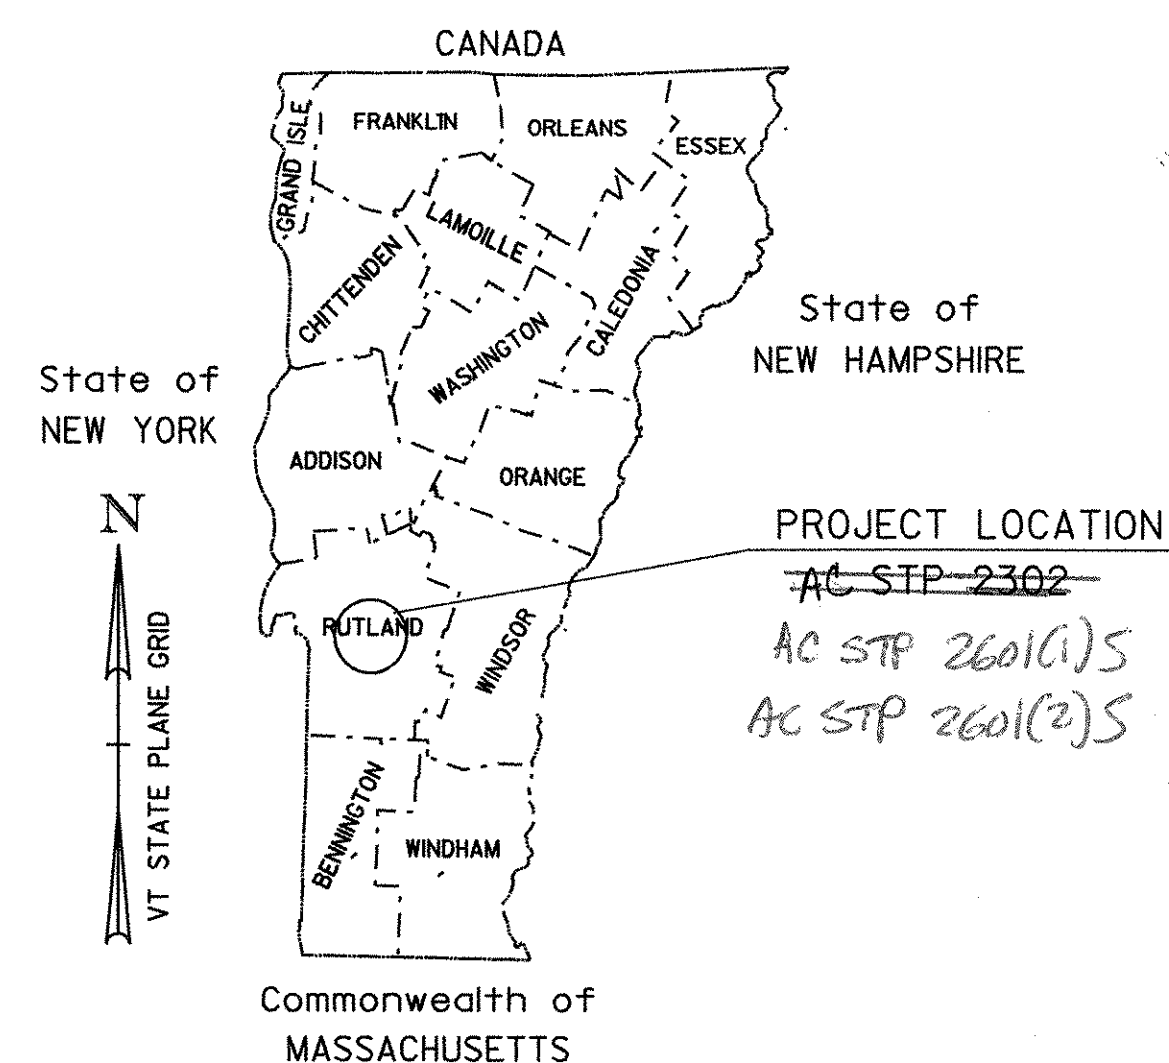 CANADA
FRANKLIN
ORLEANS
ESSEX
GRAND ISLE
LAMOILLE
VT
CHITTENDEN
CALEDONIA
WASHINGTON
State of
NEW HAMPSHIRE
State of
NEW YORK
ADDISON
ORANGE
N
VT STATE PLANE GRID
PROJECT LOCATION
AC STP 2302
AC STP 2601(1)S
AC STP 2601(2)S
RUTLAND
WINDSOR
BENNINGTON
WINDHAM
Commonwealth of
MASSACHUSETTS